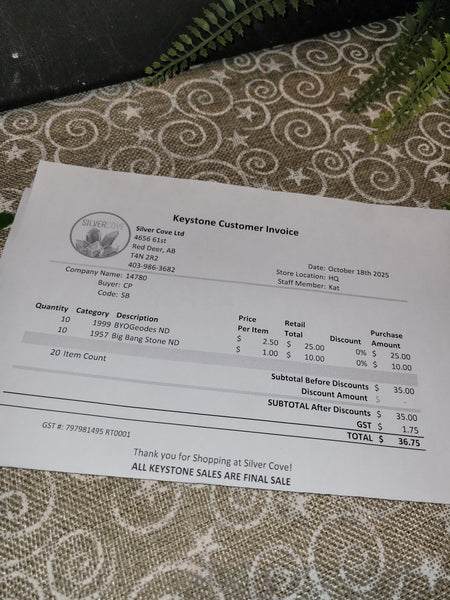 Keystone Customer Invoice
SILVERCOVE
Silver Cove Ltd
4656 61st
Red Deer, AB
T4N 2R2
403-986-3682
Date: October 18th 2025
Store Location: HQ
Staff Member: Kat
Company Name: 14780
Buyer: CP
Code: SB
Quantity Category Description Price Per Item Retail Total Discount Purchase Amount
10 1999 BYOGeodes ND $ 2.50 $ 25.00 0% $ 25.00
10 1957 Big Bang Stone ND $ 1.00 $ 10.00 0% $ 10.00
20 Item Count
Subtotal Before Discounts $ 35.00
Discount Amount $ -
SUBTOTAL After Discounts $ 35.00
GST $ 1.75
TOTAL $ 36.75
GST #: 797981495 RT0001
Thank you for Shopping at Silver Cove!
ALL KEYSTONE SALES ARE FINAL SALE